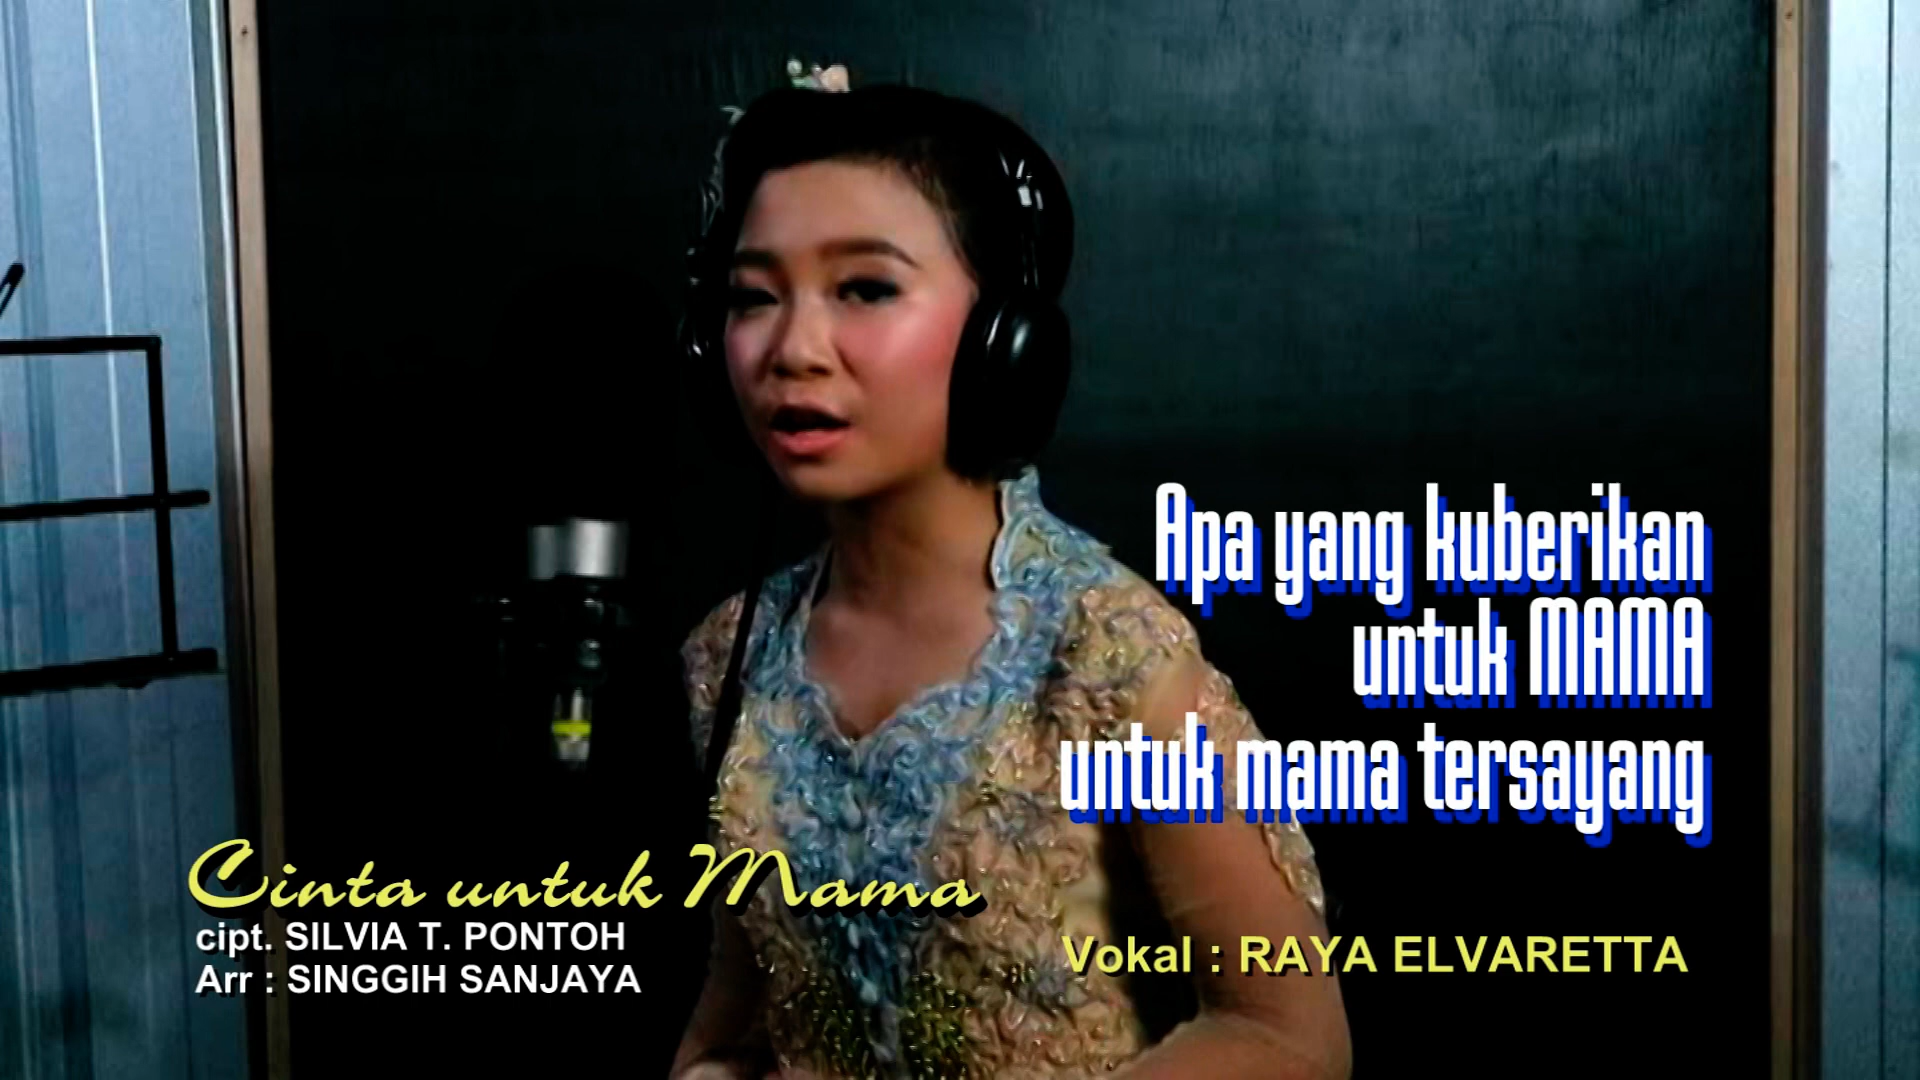 Apa yang kuberikan
untuk MAMA
untuk mama tersayang
Cinta untuk Mama
cipt. SILVIA T. PONTOH
Arr : SINGGIH SANJAYA
Vokal : RAYA ELVARETTA